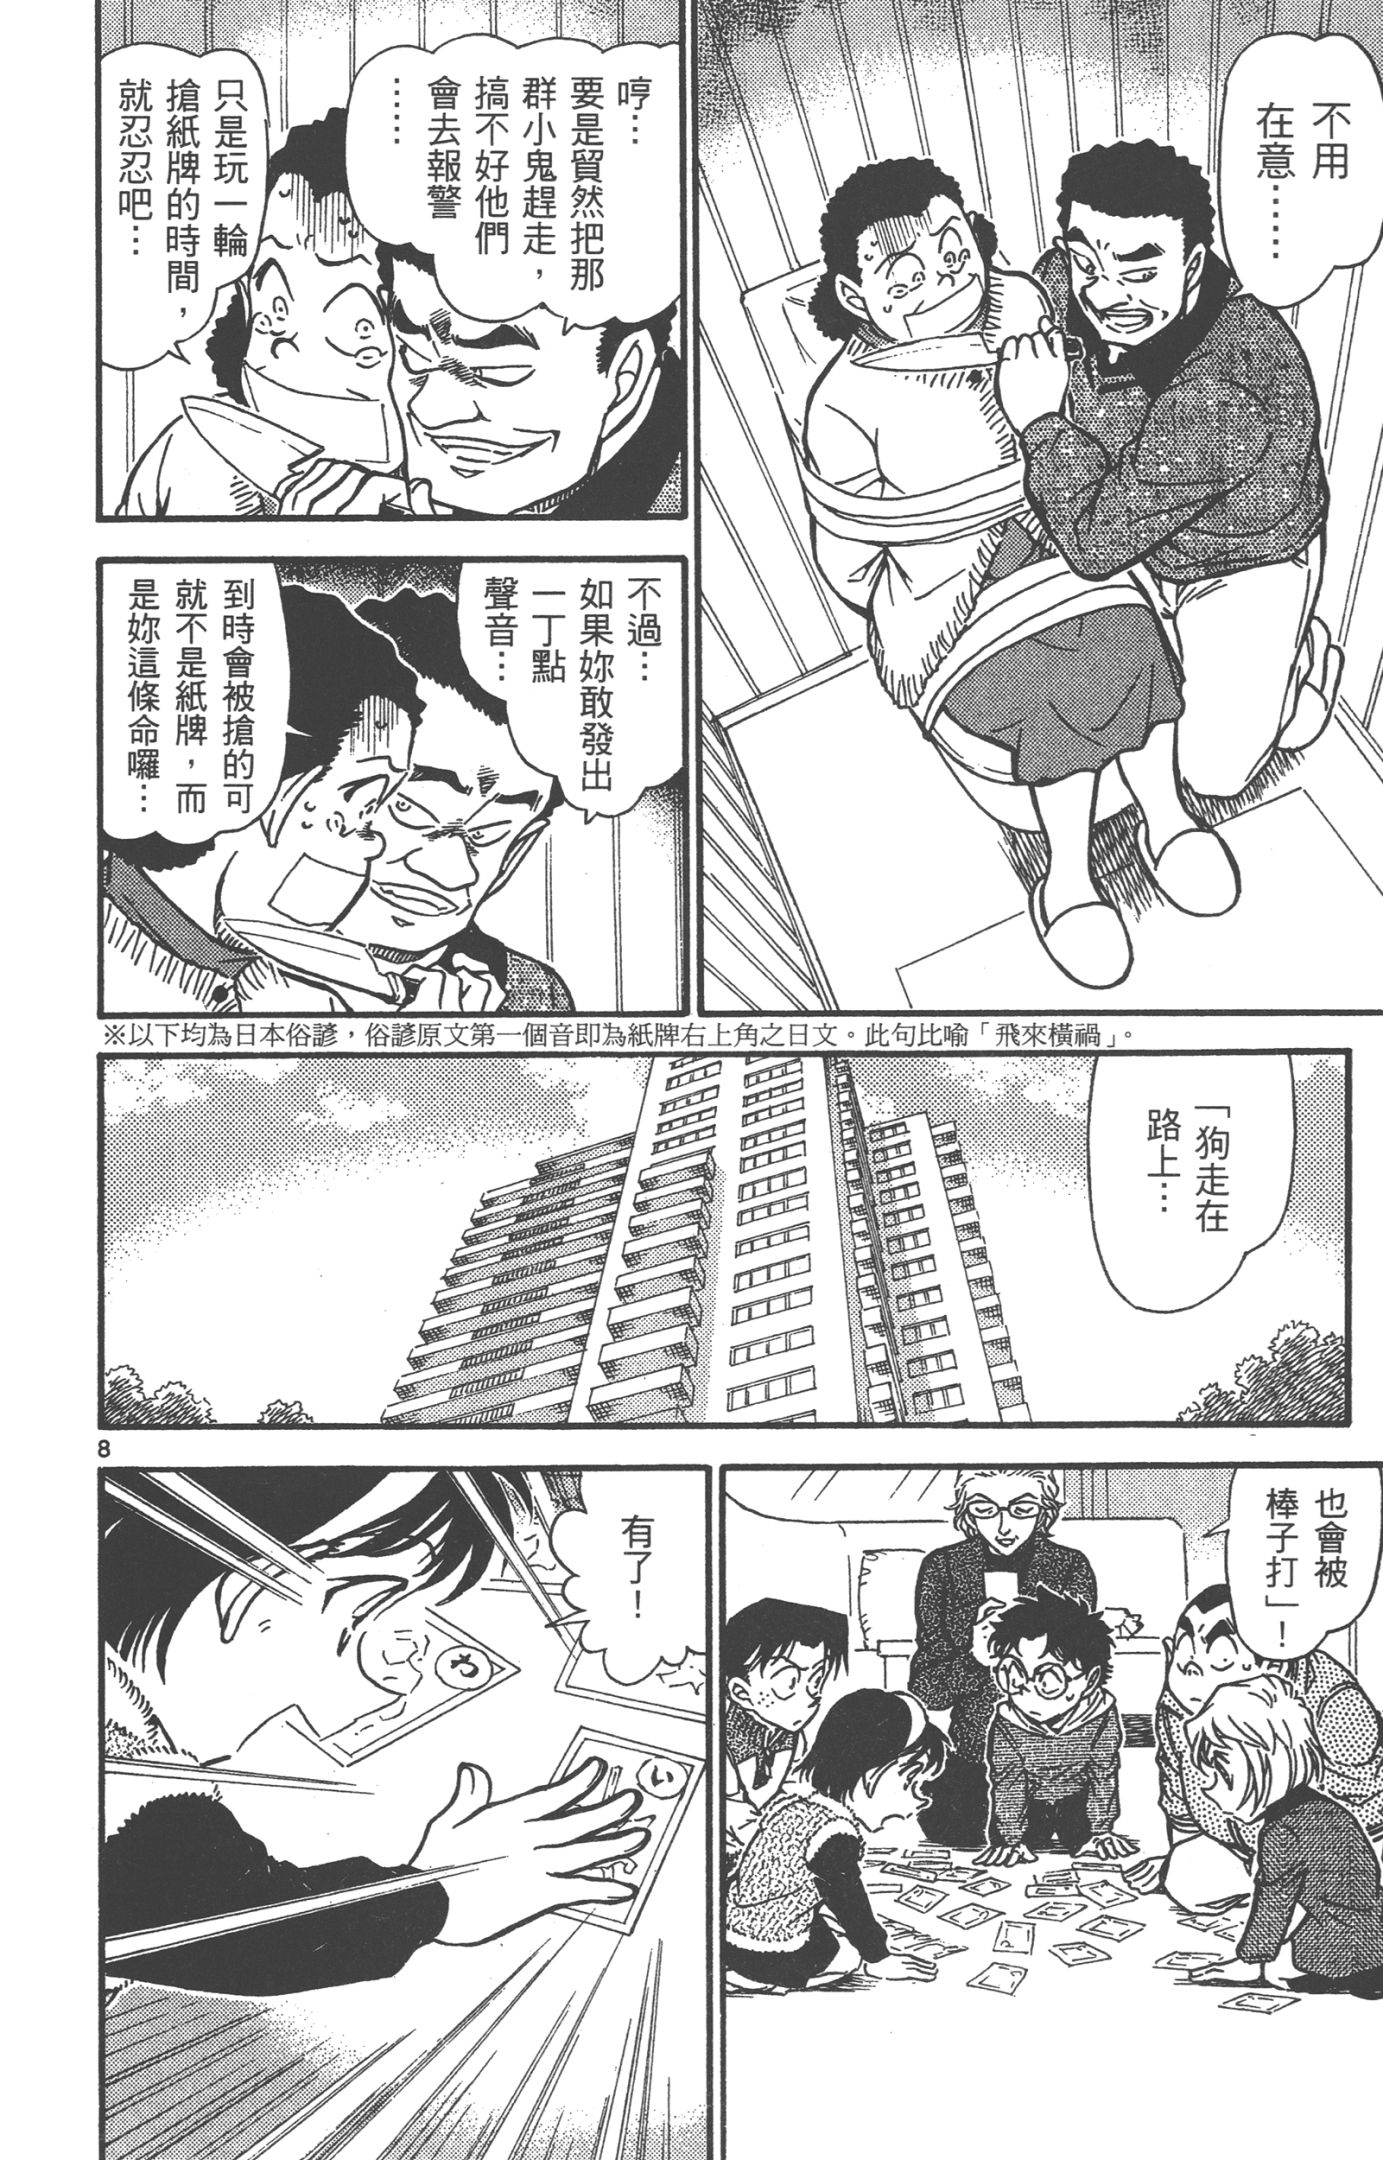 不用
在意⋯⋯
哼⋯
要是貿然把那
群小鬼趕走，
搞不好他們
會去報警
⋯⋯
只是玩一輪
搶紙牌的時間，
就忍忍吧⋯
不過⋯
如果妳敢發出
一丁點
聲音⋯
到時會被搶的可
就不是紙牌，而
是妳這條命囉⋯
※以下均為日本俗諺，俗諺原文第一個音即為紙牌右上角之日文。此句比喻「飛來橫禍」。
「狗走在
路上⋯
8
也會被
棒子打」！
有了！
わ
い